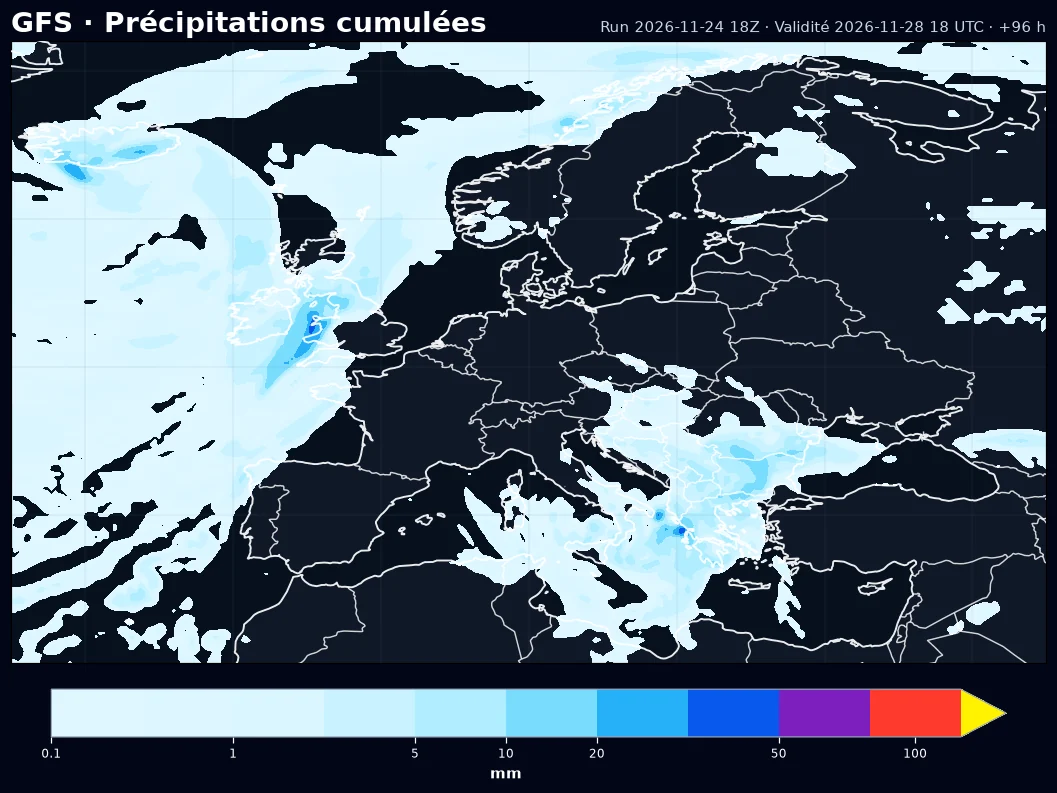 GFS · Précipitations cumulées
Run 2026-11-24 18Z · Validité 2026-11-28 18 UTC · +96 h
0.1 1 5 10 20 50 100
mm